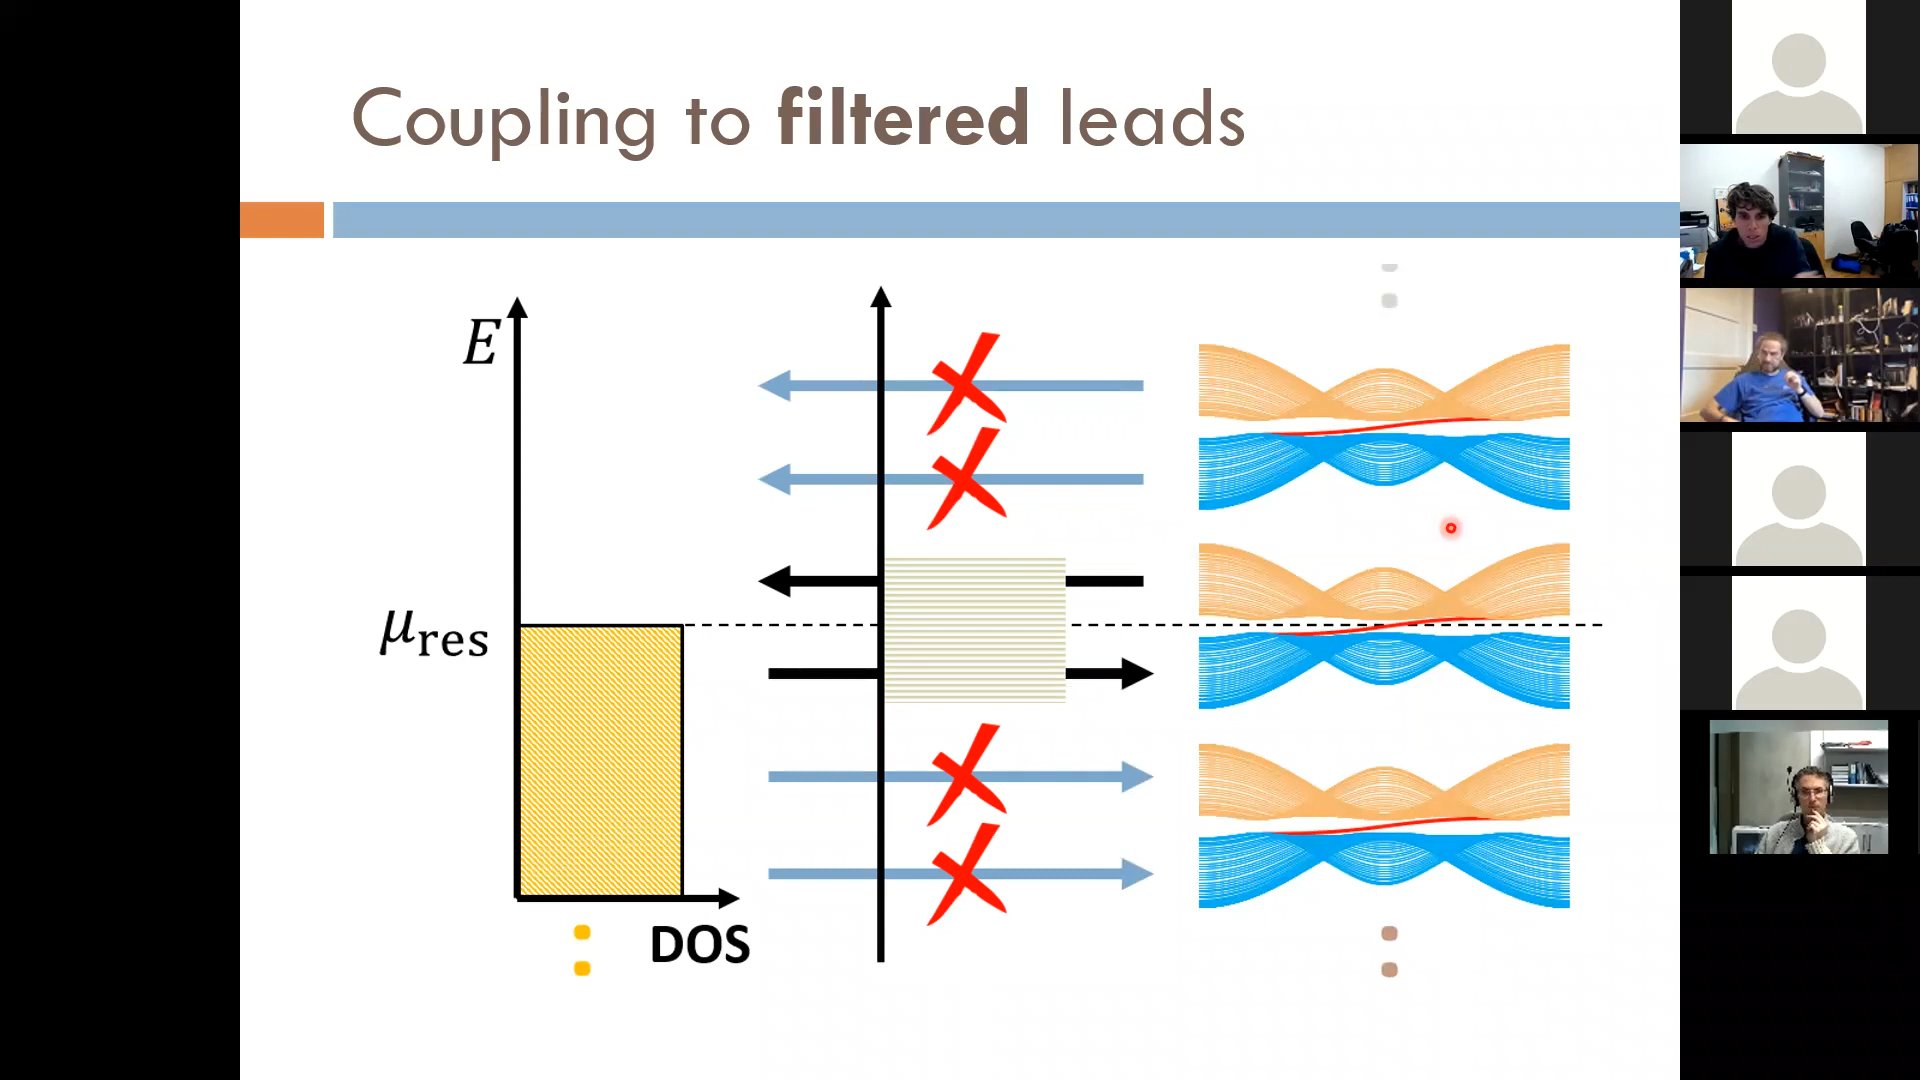 Coupling to filtered leads
E
μres
DOS